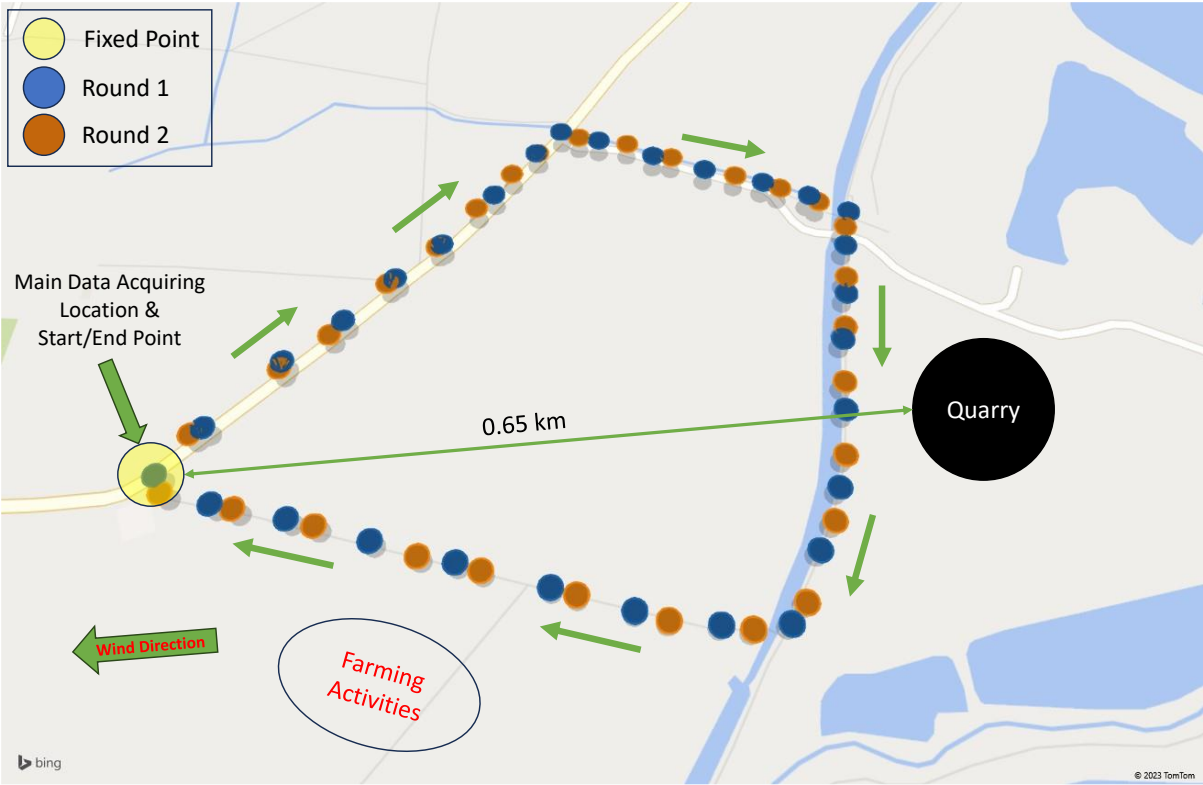 Fixed Point
Round 1
Round 2
Main Data Acquiring
Location &
Start/End Point
0.65 km
Quarry
Wind Direction
Farming
Activities
bing
© 2023 TomTom